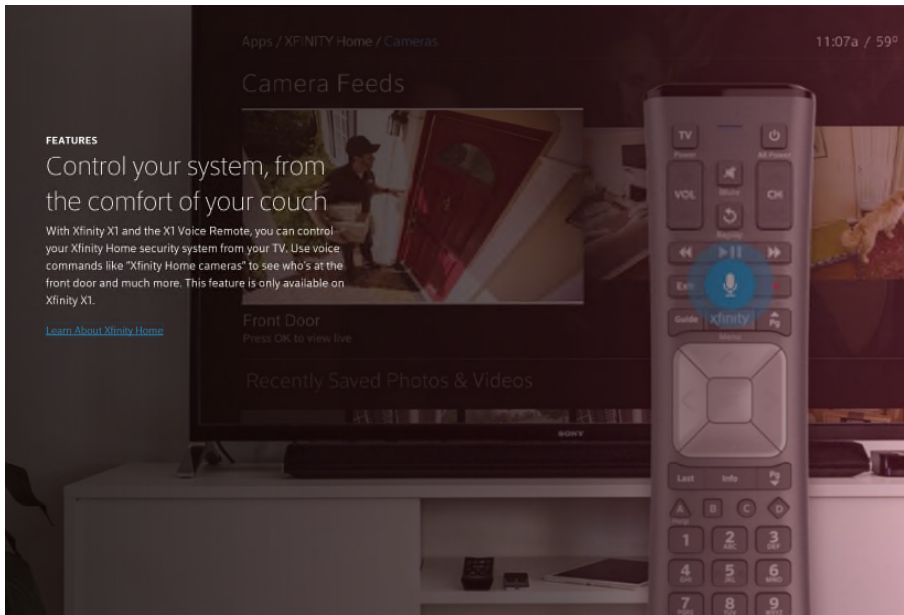 Apps / XFINITY Home / Cameras
11:07a / 59°
Camera Feeds
FEATURES
Control your system, from
the comfort of your couch
With Xfinity X1 and the X1 Voice Remote, you can control
your Xfinity Home security system from your TV. Use voice
commands like "Xfinity Home cameras" to see who's at the
front door and much more. This feature is only available on
Xfinity X1.
Learn About Xfinity Home
Front Door
Press OK to view live
Recently Saved Photos & Videos
SONY
TV
Power
All Power
VOL
Mute
CH
Replay
Exit
Guide
xfinity
Pg
Menu
Last
Info
Pg
A
B
C
D
1
2 ABC
3 DEF
4 GHI
5 JKL
6 MNO
7 PQRS
8 TUV
9 WXYZ